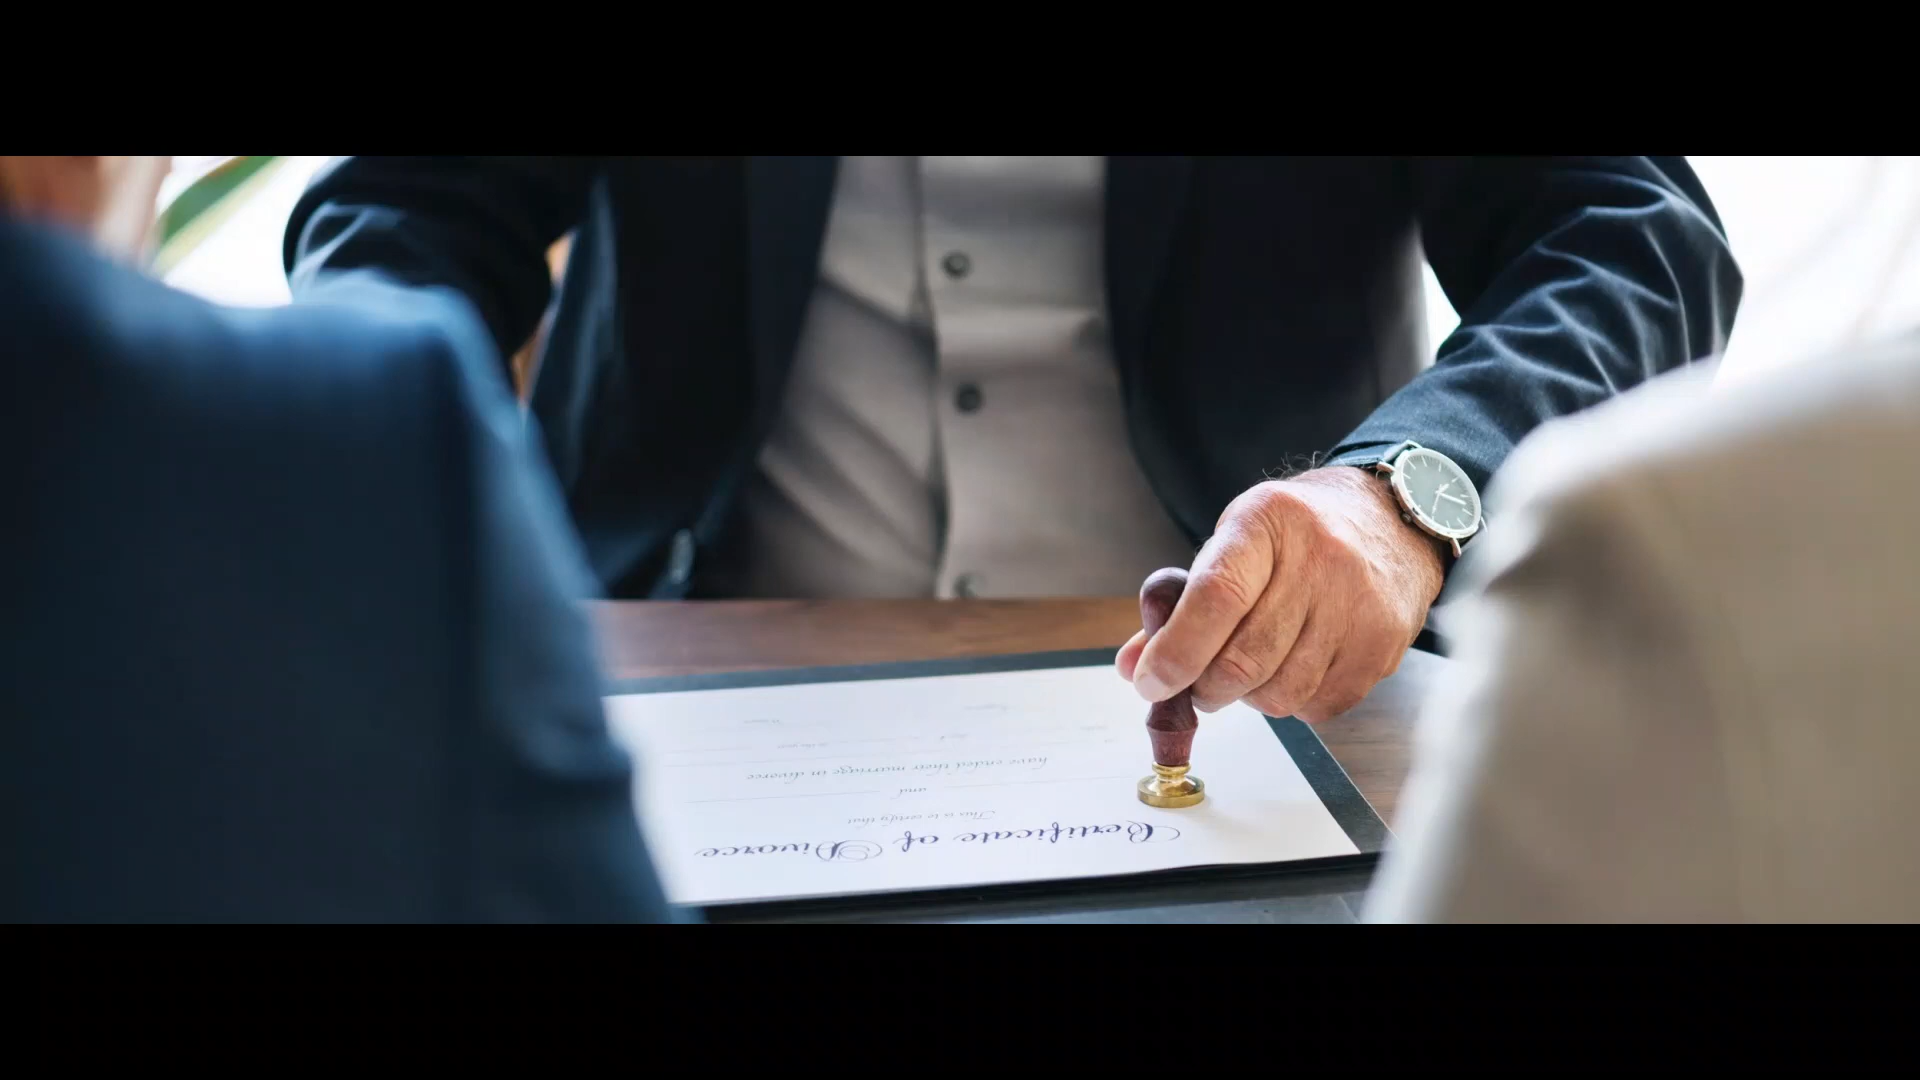 Certificate of Divorce
This is to certify that
and
have ended their marriage in divorce